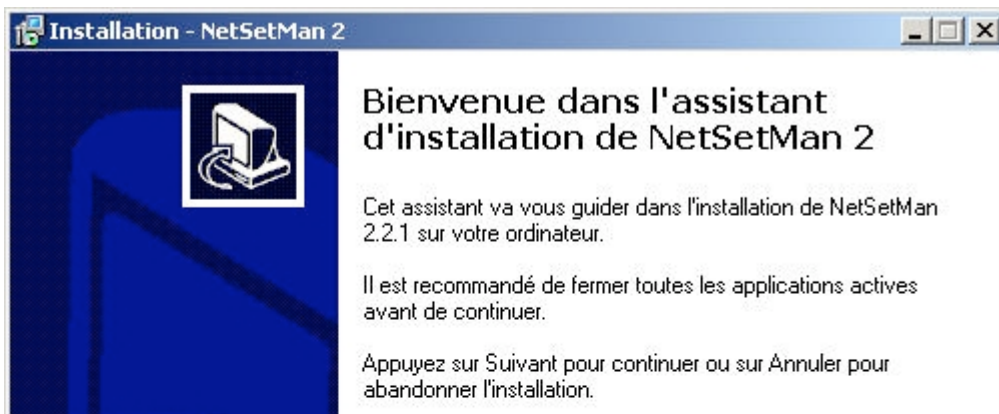 Installation - NetSetMan 2
Bienvenue dans l'assistant
d'installation de NetSetMan 2
Cet assistant va vous guider dans l'installation de NetSetMan
2.2.1 sur votre ordinateur.
Il est recommandé de fermer toutes les applications actives
avant de continuer.
Appuyez sur Suivant pour continuer ou sur Annuler pour
abandonner l'installation.